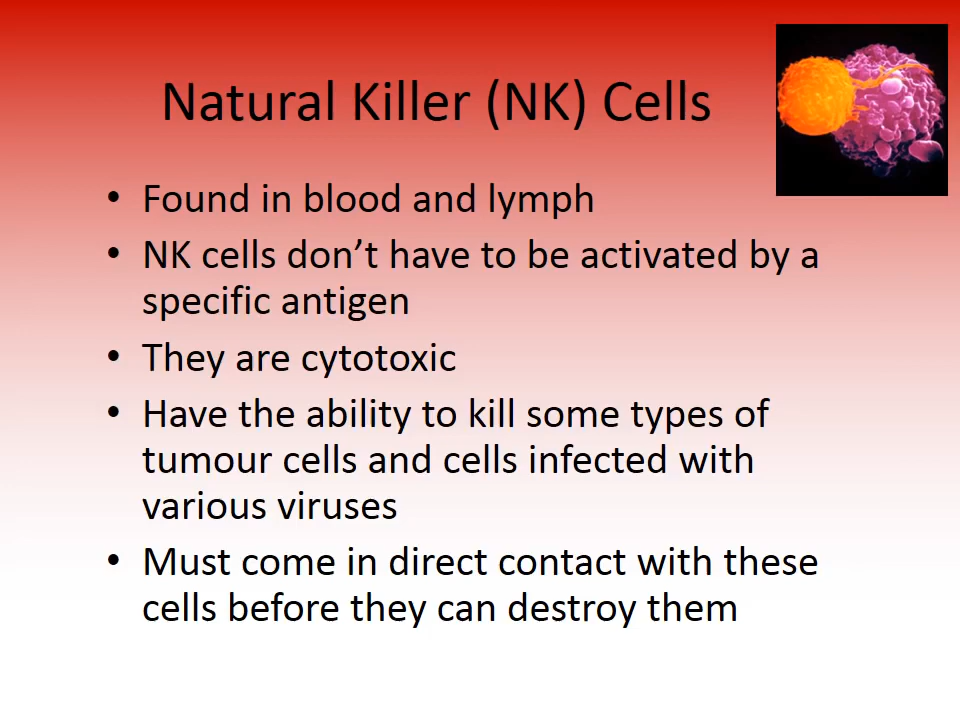 Natural Killer (NK) Cells
• Found in blood and lymph
• NK cells don’t have to be activated by a
specific antigen
• They are cytotoxic
• Have the ability to kill some types of
tumour cells and cells infected with
various viruses
• Must come in direct contact with these
cells before they can destroy them